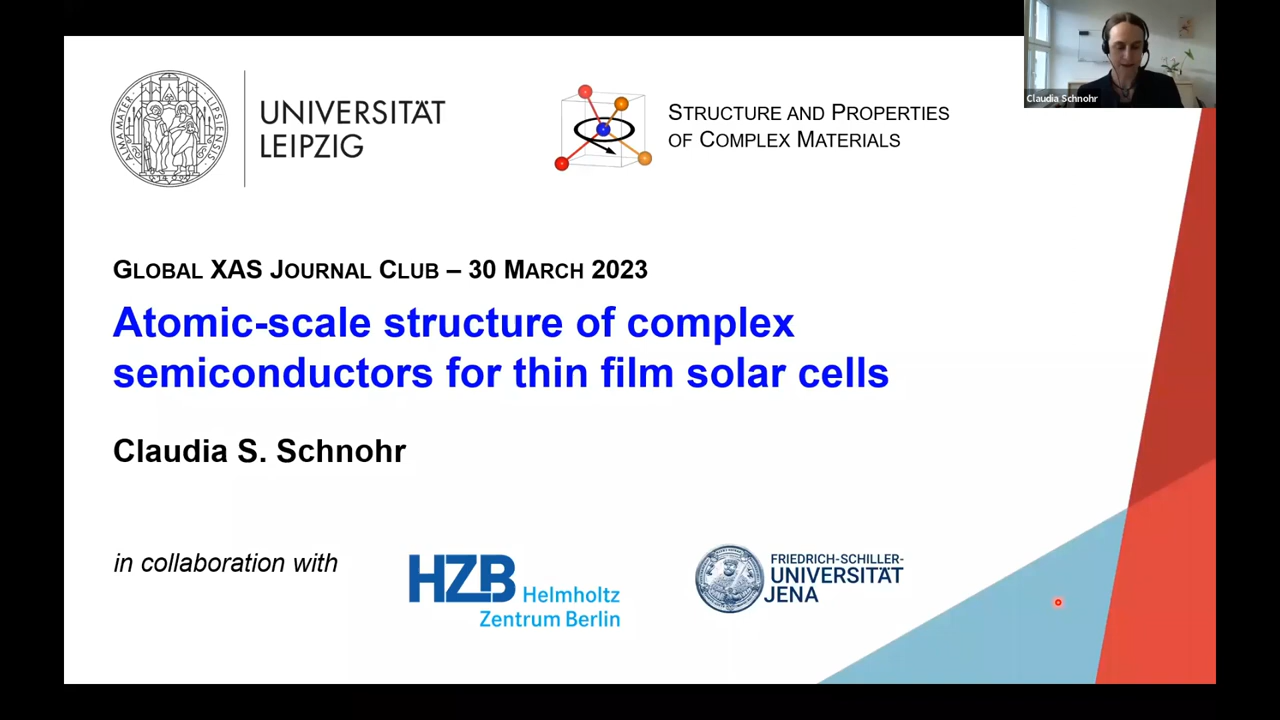 Claudia Schnohr
UNIVERSITÄT
LEIPZIG
STRUCTURE AND PROPERTIES
OF COMPLEX MATERIALS
GLOBAL XAS JOURNAL CLUB – 30 MARCH 2023
Atomic-scale structure of complex
semiconductors for thin film solar cells
Claudia S. Schnohr
in collaboration with
HZB Helmholtz
Zentrum Berlin
FRIEDRICH-SCHILLER-
UNIVERSITÄT
JENA